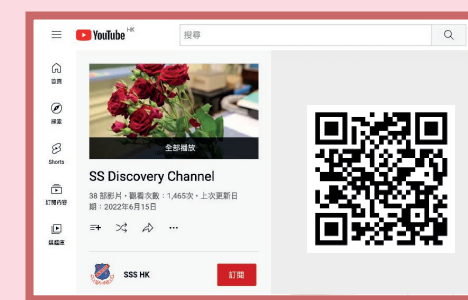 YouTube HK
搜尋
首頁
探索
Shorts
訂閱內容
媒體庫
全部播放
SS Discovery Channel
38 部影片・觀看次數：1,465次・上次更新日
期：2022年6月15日
SSS HK
訂閱